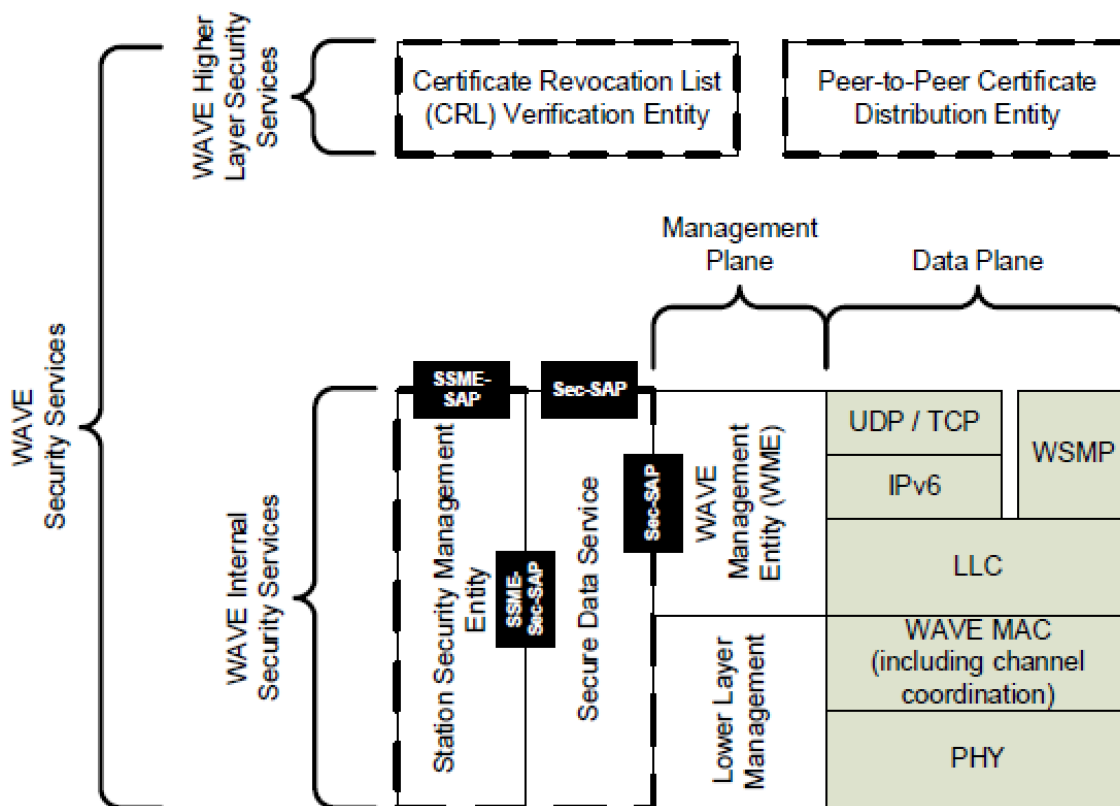 WAVE
Security Services
WAVE Higher
Layer Security
Services
Certificate Revocation List
(CRL) Verification Entity
Peer-to-Peer Certificate
Distribution Entity
Management
Plane
Data Plane
WAVE Internal
Security Services
SSME-
SAP
Sec-SAP
Station Security Management
Entity
SSME-
Sec-SAP
Secure Data Service
Sec-SAP
WAVE
Management
Entity (WME)
Lower Layer
Management
UDP / TCP
IPv6
WSMP
LLC
WAVE MAC
(including channel
coordination)
PHY